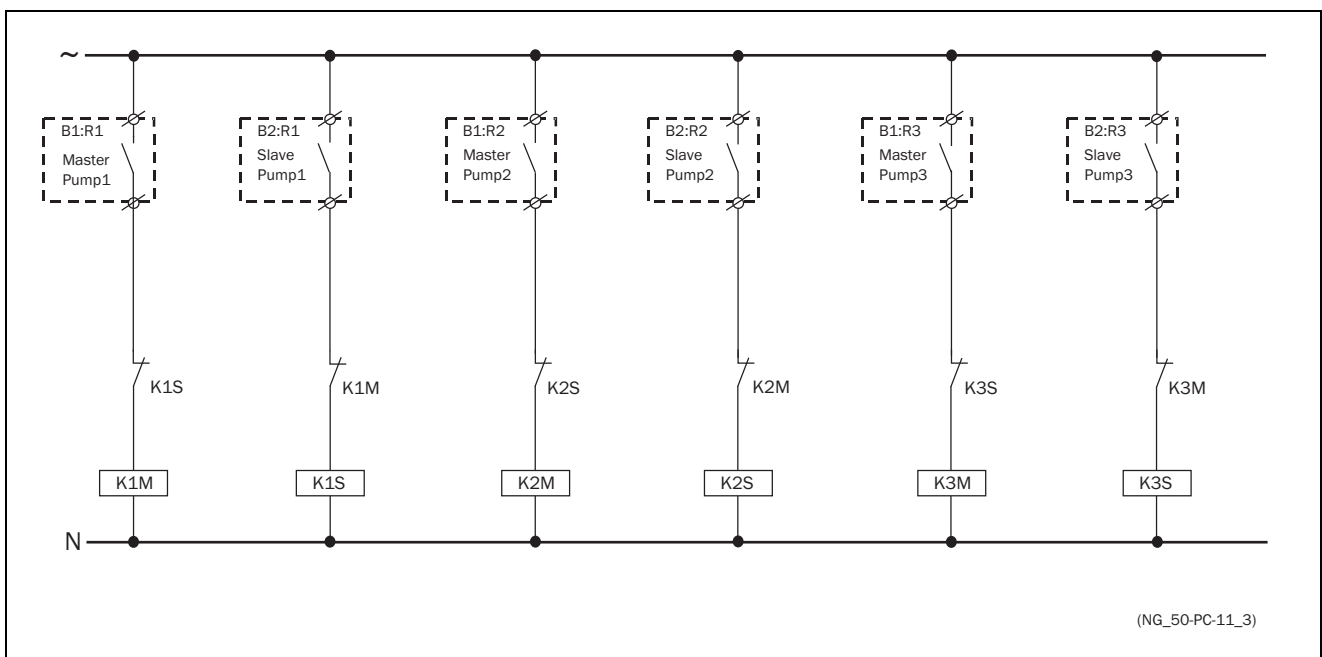 ~
B1:R1
Master
Pump1
B2:R1
Slave
Pump1
B1:R2
Master
Pump2
B2:R2
Slave
Pump2
B1:R3
Master
Pump3
B2:R3
Slave
Pump3
K1S
K1M
K2S
K2M
K3S
K3M
K1M
K1S
K2M
K2S
K3M
K3S
N
(NG_50-PC-11_3)